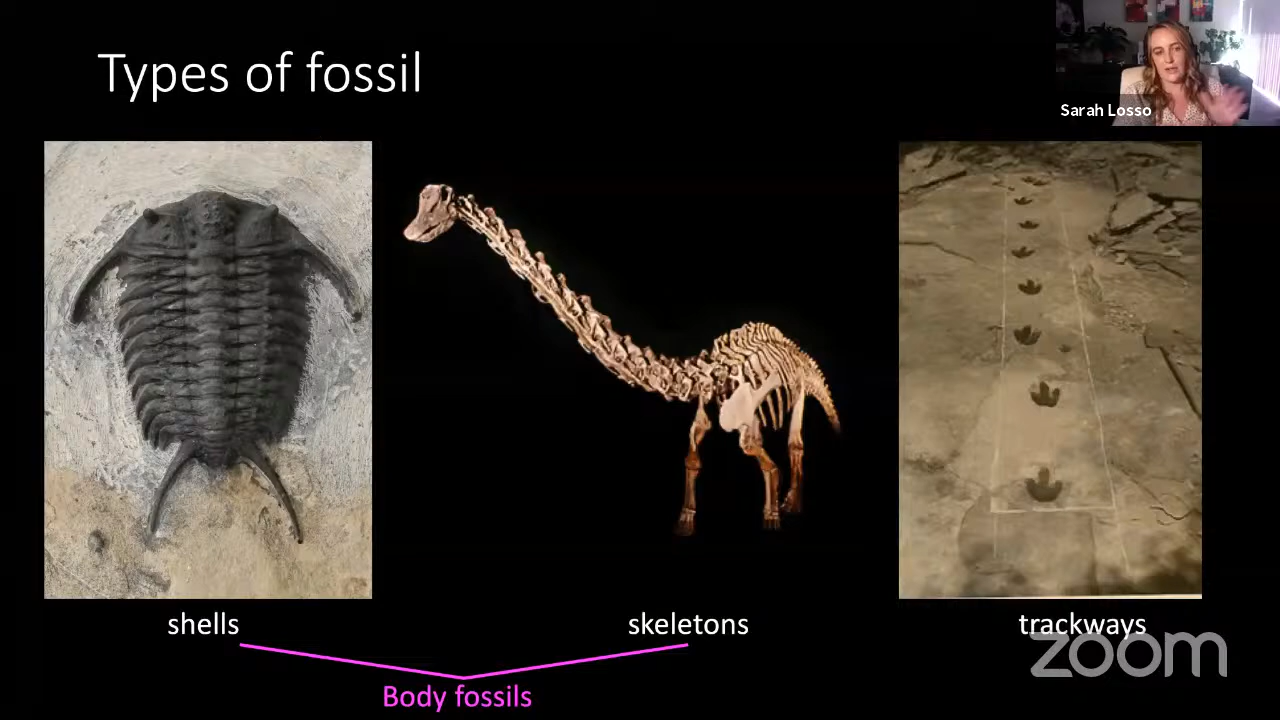 Types of fossil
Sarah Losso
shells
skeletons
trackways
zoom
Body fossils